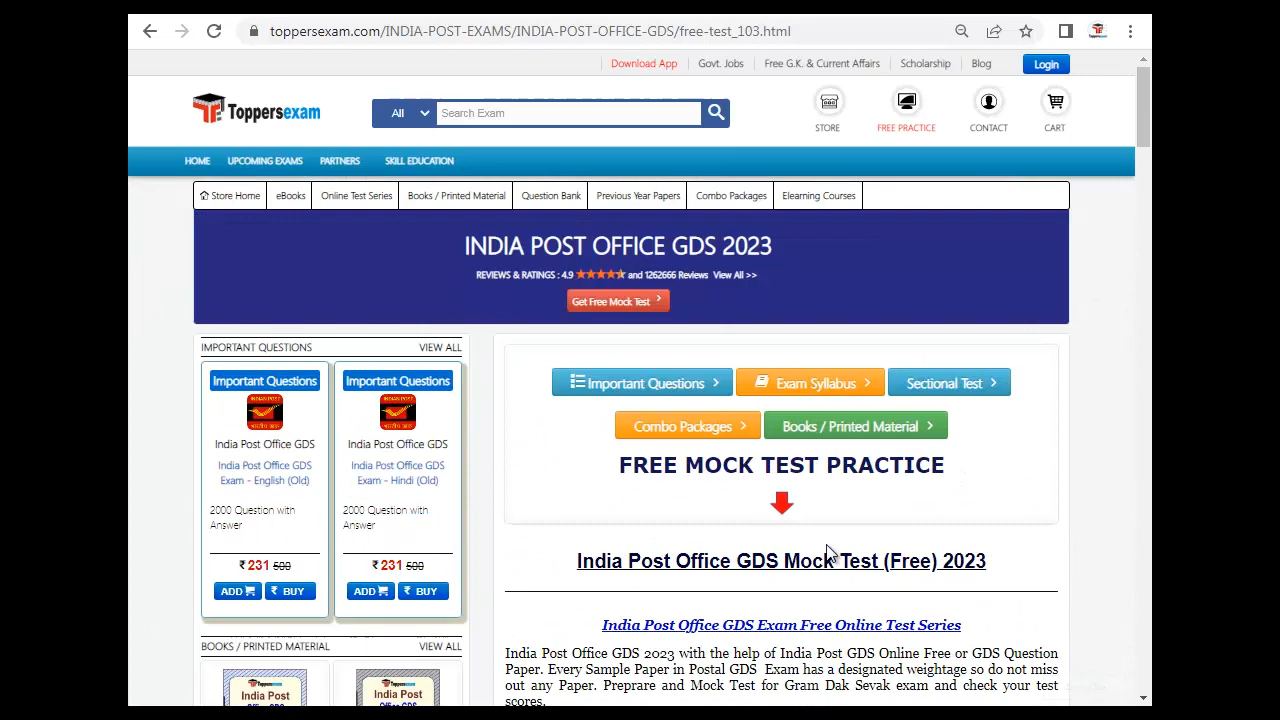 toppersexam.com/INDIA-POST-EXAMS/INDIA-POST-OFFICE-GDS/free-test_103.html
Download App
Govt. Jobs
Free G.K. & Current Affairs
Scholarship
Blog
Login
Toppersexam
All
Search Exam
STORE
FREE PRACTICE
CONTACT
CART
HOME
UPCOMING EXAMS
PARTNERS
SKILL EDUCATION
Store Home
eBooks
Online Test Series
Books / Printed Material
Question Bank
Previous Year Papers
Combo Packages
Elearning Courses
INDIA POST OFFICE GDS 2023
REVIEWS & RATINGS : 4.9 ★★★★★ and 1262666 Reviews View All >>
Get Free Mock Test
IMPORTANT QUESTIONS
VIEW ALL
Important Questions
India Post Office GDS
India Post Office GDS
Exam - English (Old)
2000 Question with
Answer
₹ 231 500
ADD
₹ BUY
Important Questions
India Post Office GDS
India Post Office GDS
Exam - Hindi (Old)
2000 Question with
Answer
₹ 231 500
ADD
₹ BUY
BOOKS / PRINTED MATERIAL
VIEW ALL
Toppersexam
India Post
Toppersexam
India Post
Important Questions
Exam Syllabus
Sectional Test
Combo Packages
Books / Printed Material
FREE MOCK TEST PRACTICE
India Post Office GDS Mock Test (Free) 2023
India Post Office GDS Exam Free Online Test Series
India Post Office GDS 2023 with the help of India Post GDS Online Free or GDS Question
Paper. Every Sample Paper in Postal GDS Exam has a designated weightage so do not miss
out any Paper. Preprare and Mock Test for Gram Dak Sevak exam and check your test
scores.